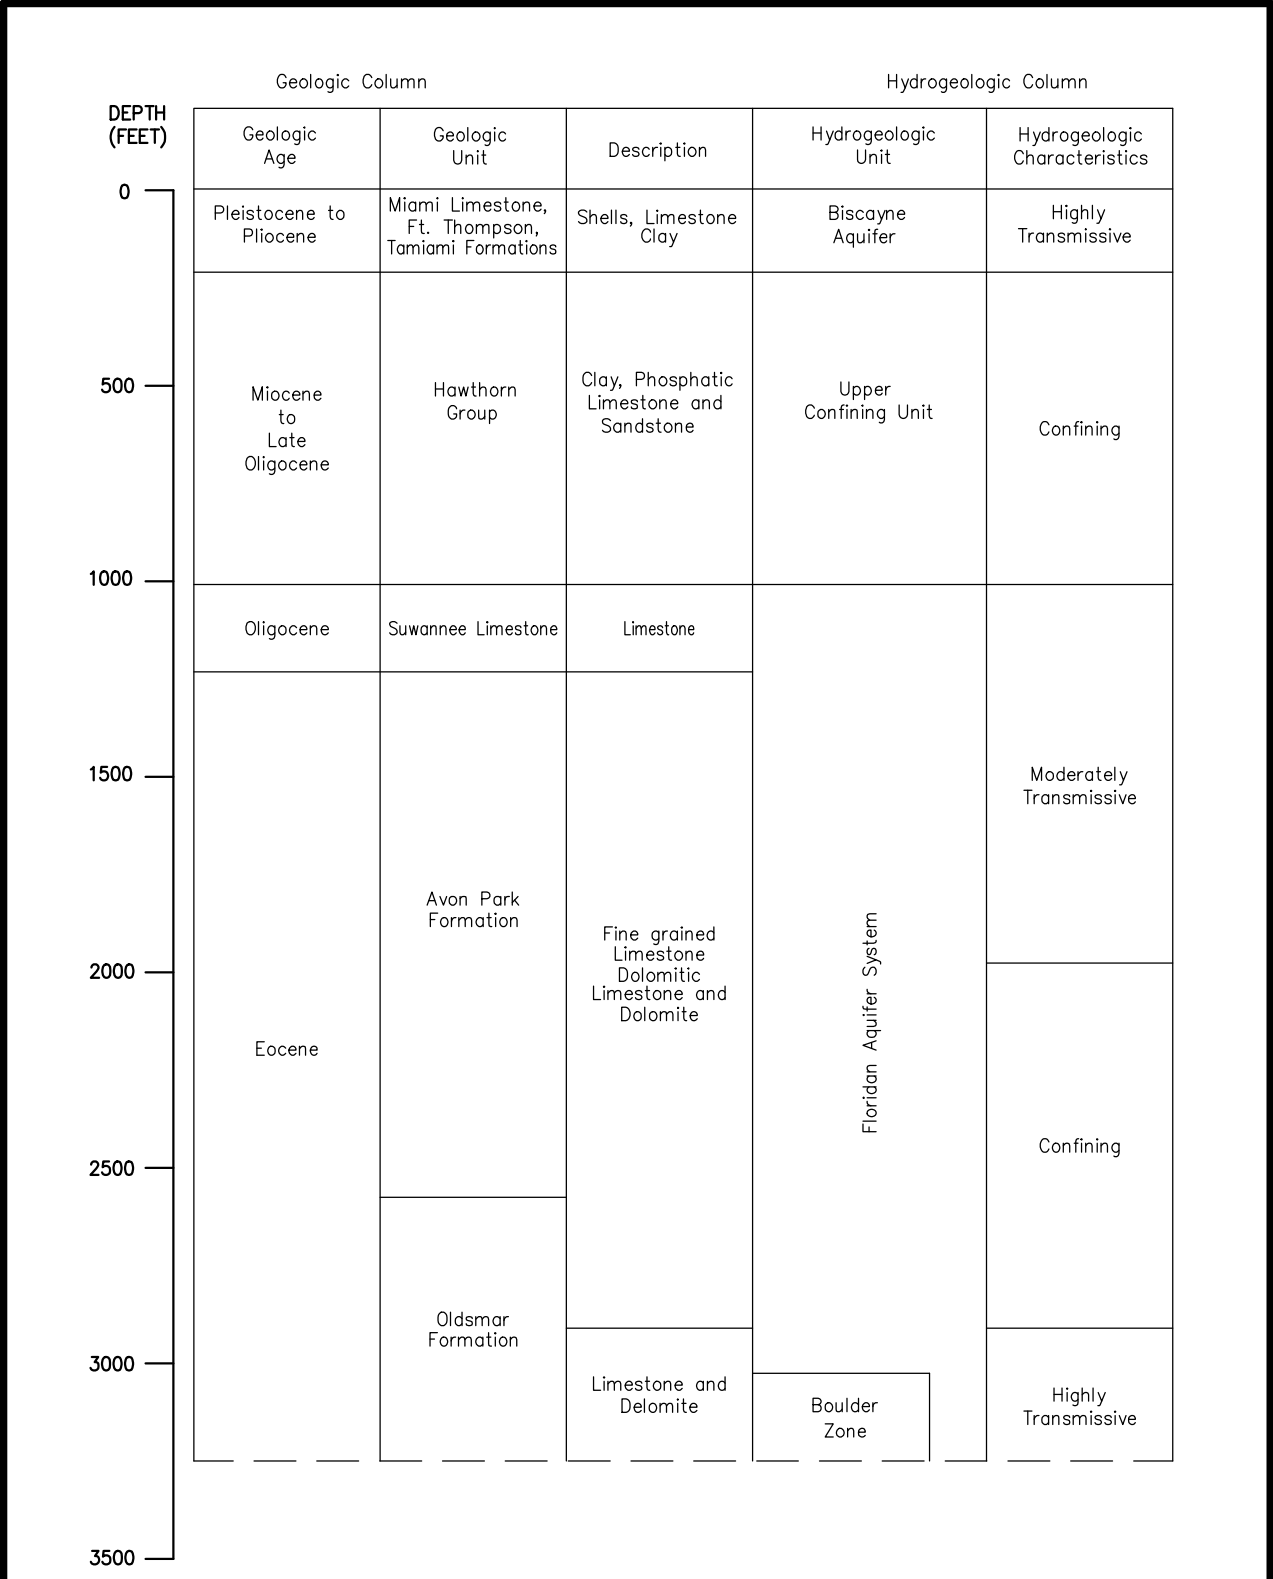 Geologic Column
Hydrogeologic Column
DEPTH
(FEET)
Geologic
Age
Geologic
Unit
Description
Hydrogeologic
Unit
Hydrogeologic
Characteristics
0
Pleistocene to
Pliocene
Miami Limestone,
Ft. Thompson,
Tamiami Formations
Shells, Limestone
Clay
Biscayne
Aquifer
Highly
Transmissive
500
Miocene
to
Late
Oligocene
Hawthorn
Group
Clay, Phosphatic
Limestone and
Sandstone
Upper
Confining Unit
Confining
1000
Oligocene
Suwannee Limestone
Limestone
1500
Moderately
Transmissive
Avon Park
Formation
Fine grained
Limestone
Dolomitic
Limestone and
Dolomite
Floridan Aquifer System
2000
Eocene
Confining
2500
Oldsmar
Formation
3000
Limestone and
Delomite
Boulder
Zone
Highly
Transmissive
3500